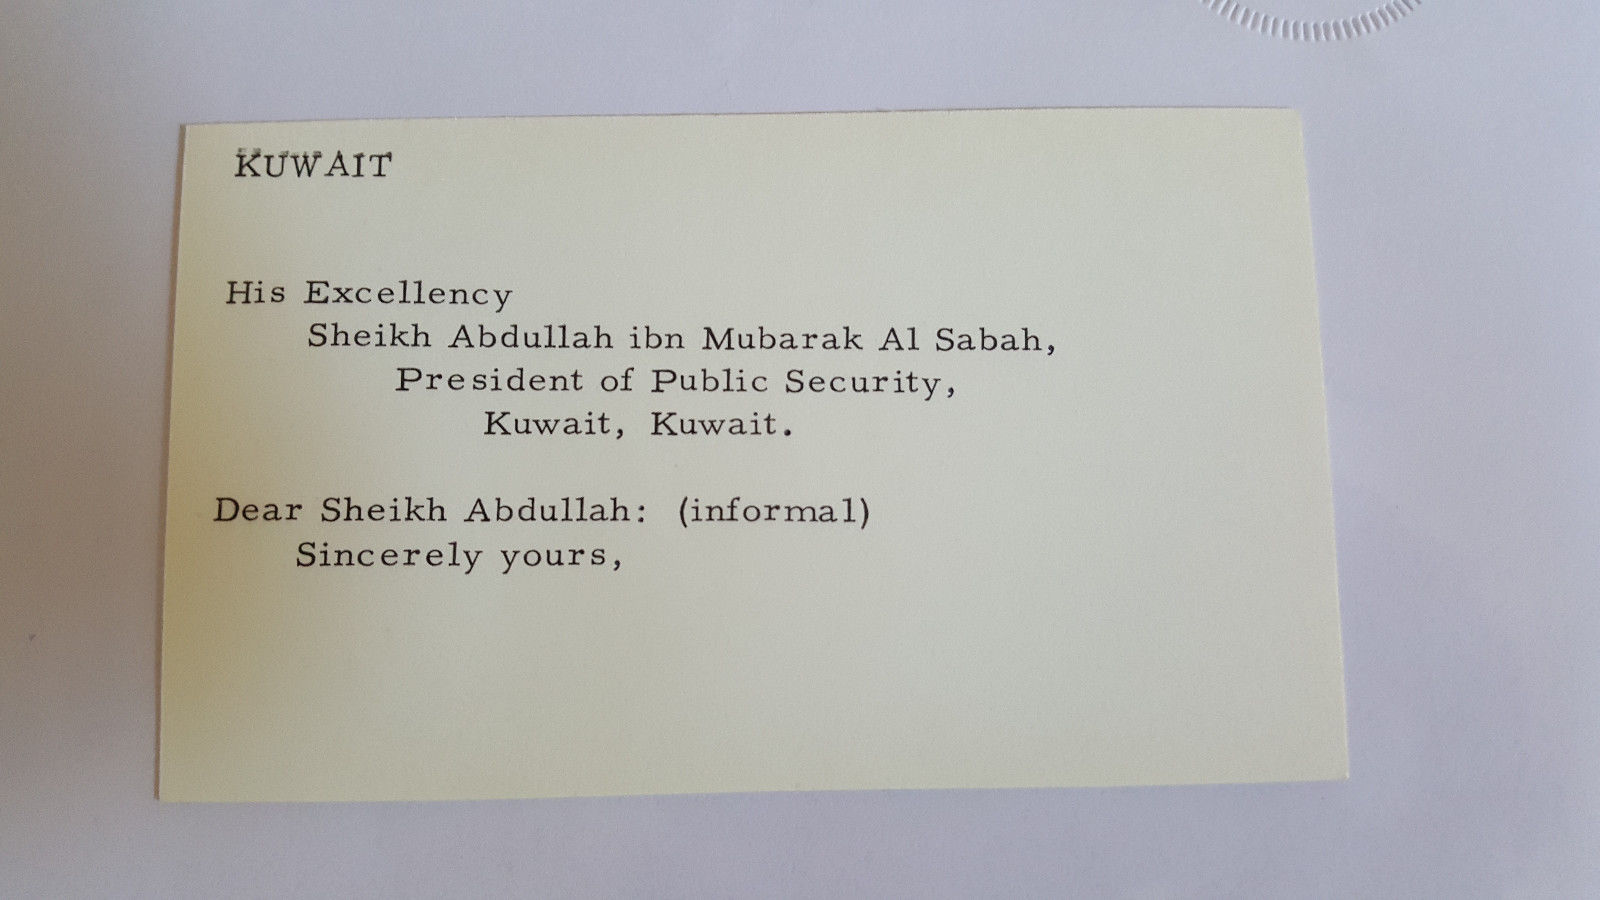 KUWAIT
His Excellency
Sheikh Abdullah ibn Mubarak Al Sabah,
President of Public Security,
Kuwait, Kuwait.
Dear Sheikh Abdullah: (informal)
Sincerely yours,